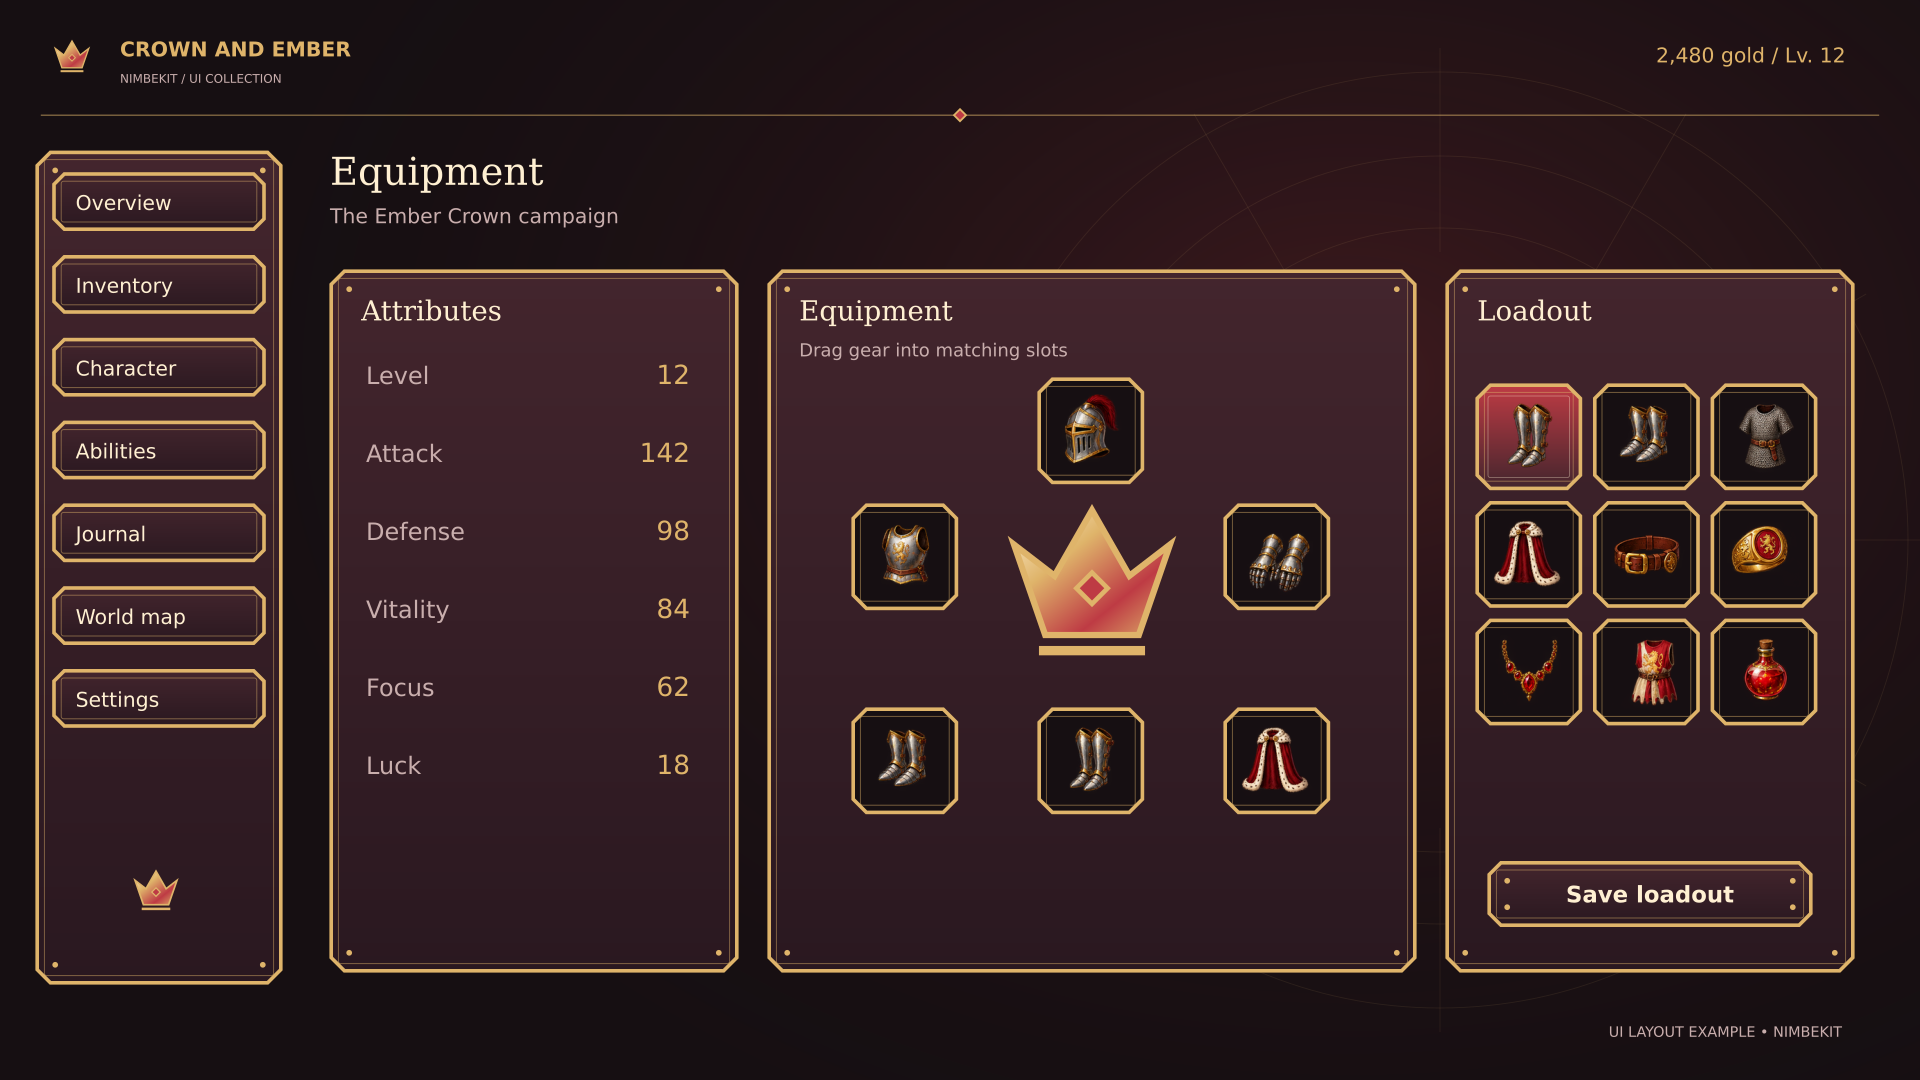 CROWN AND EMBER
NIMBEKIT / UI COLLECTION
2,480 gold / Lv. 12
Overview
Inventory
Character
Abilities
Journal
World map
Settings
Equipment
The Ember Crown campaign
Attributes
Level 12
Attack 142
Defense 98
Vitality 84
Focus 62
Luck 18
Equipment
Drag gear into matching slots
Loadout
Save loadout
UI LAYOUT EXAMPLE • NIMBEKIT